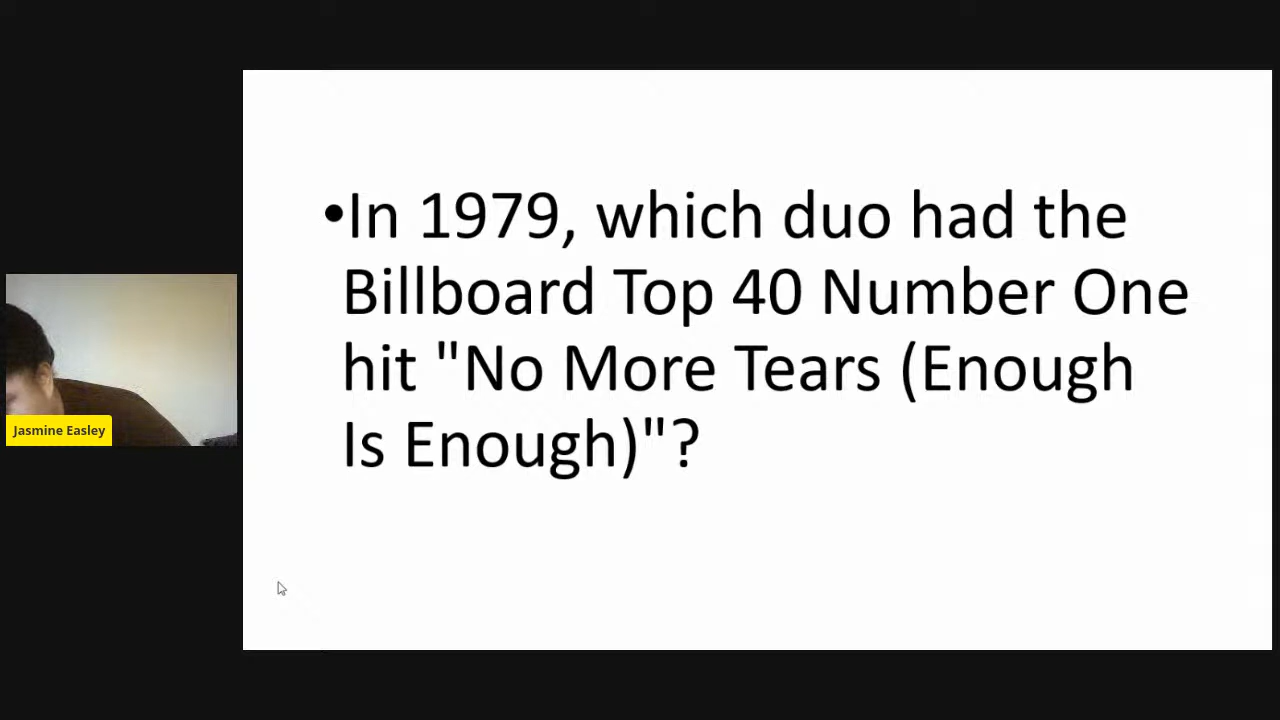 •In 1979, which duo had the
Billboard Top 40 Number One
hit "No More Tears (Enough
Is Enough)"?
Jasmine Easley